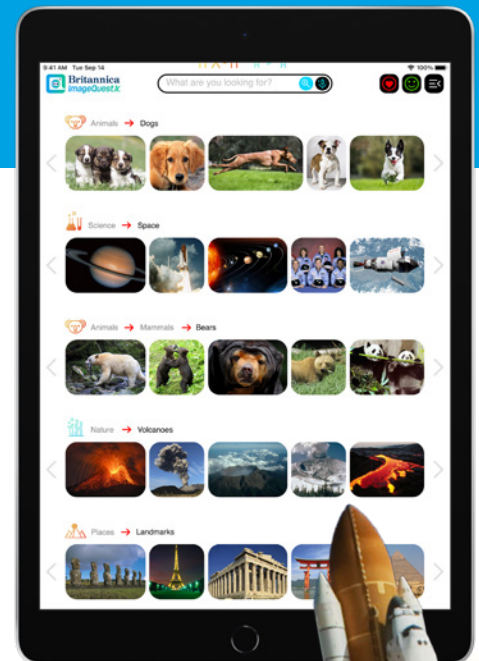 9:41 AM Tue Sep 14
100%
Britannica
ImageQuest K
What are you looking for?
Animals → Dogs
Science → Space
Animals → Mammals → Bears
Nature → Volcanoes
Places → Landmarks